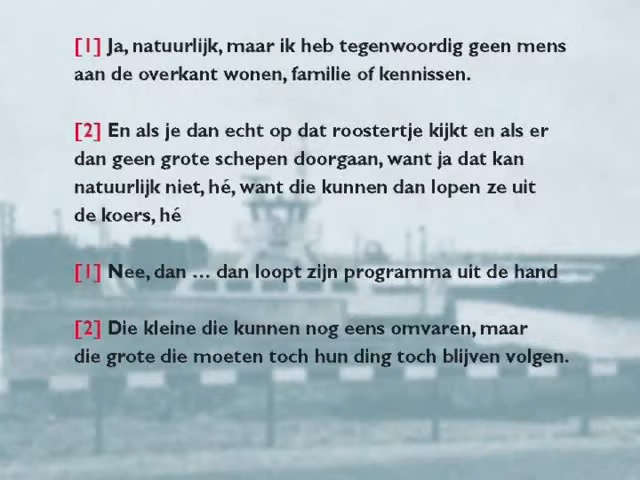 [1] Ja, natuurlijk, maar ik heb tegenwoordig geen mens
aan de overkant wonen, familie of kennissen.
[2] En als je dan echt op dat roostertje kijkt en als er
dan geen grote schepen doorgaan, want ja dat kan
natuurlijk niet, hé, want die kunnen dan lopen ze uit
de koers, hé
[1] Nee, dan ... dan loopt zijn programma uit de hand
[2] Die kleine die kunnen nog eens omvaren, maar
die grote die moeten toch hun ding toch blijven volgen.